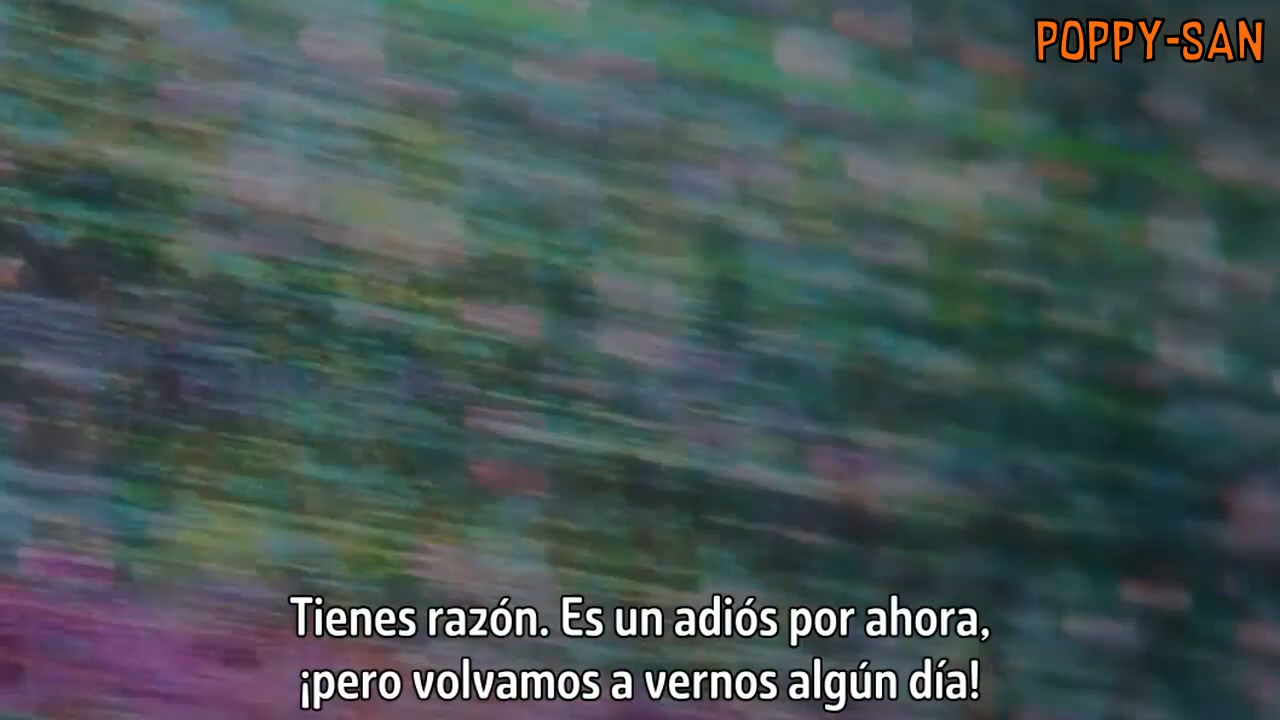 POPPY-SAN
Tienes razón. Es un adiós por ahora,
¡pero volvamos a vernos algún día!